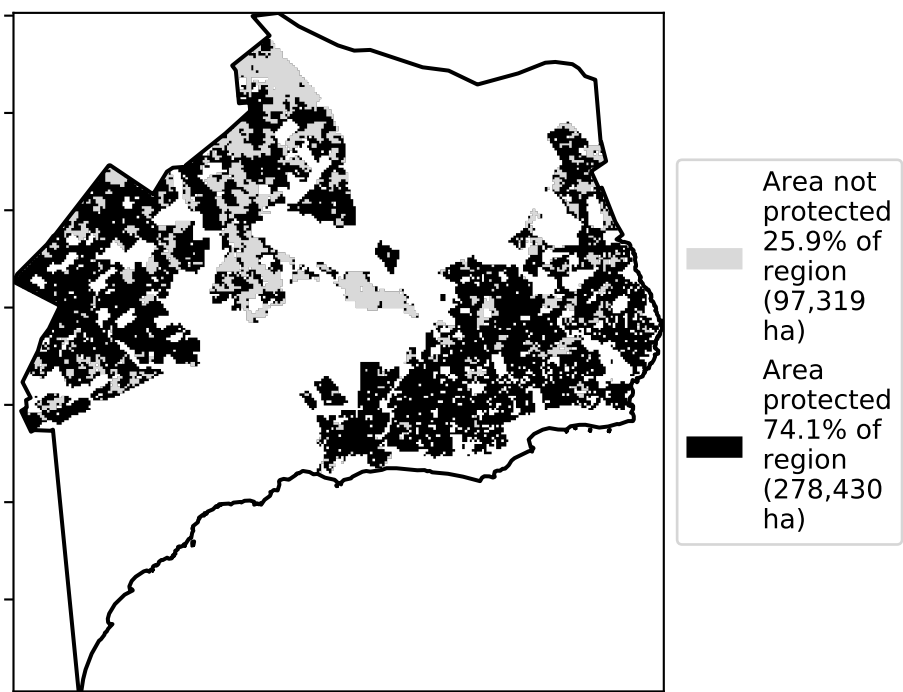 Area not
protected
25.9% of
region
(97,319
ha)
Area
protected
74.1% of
region
(278,430
ha)